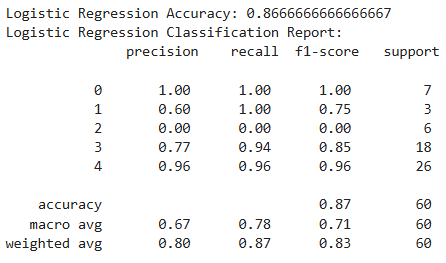 Logistic Regression Accuracy: 0.8666666666666667
Logistic Regression Classification Report:
precision recall f1-score support
0 1.00 1.00 1.00 7
1 0.60 1.00 0.75 3
2 0.00 0.00 0.00 6
3 0.77 0.94 0.85 18
4 0.96 0.96 0.96 26
accuracy 0.87 60
macro avg 0.67 0.78 0.71 60
weighted avg 0.80 0.87 0.83 60